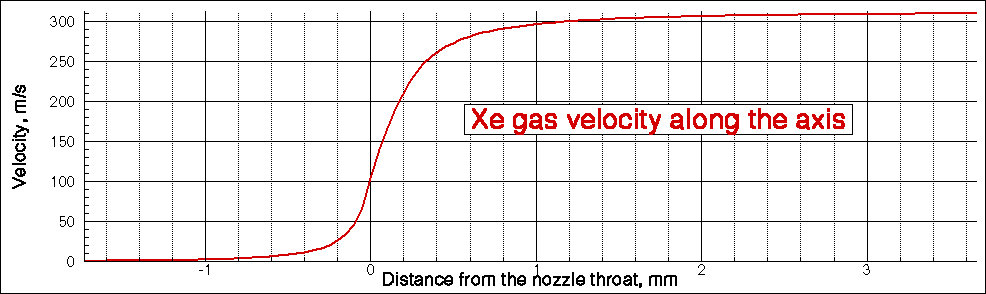 300
250
200
150
100
50
0
Velocity, m/s
Xe gas velocity along the axis
-1 0 1 2 3
Distance from the nozzle throat, mm